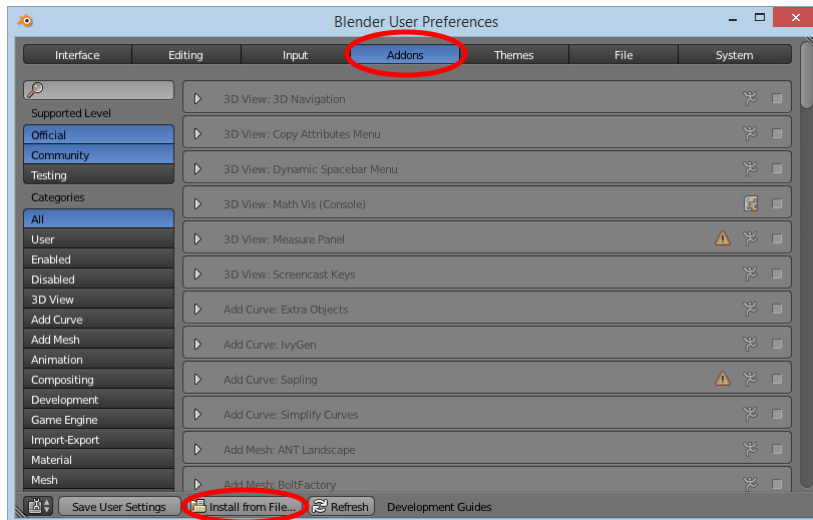 Blender User Preferences
Interface Editing Input Addons Themes File System
Supported Level
Official
Community
Testing
Categories
All
User
Enabled
Disabled
3D View
Add Curve
Add Mesh
Animation
Compositing
Development
Game Engine
Import-Export
Material
Mesh
3D View: 3D Navigation
3D View: Copy Attributes Menu
3D View: Dynamic Spacebar Menu
3D View: Math Vis (Console)
3D View: Measure Panel
3D View: Screencast Keys
Add Curve: Extra Objects
Add Curve: IvyGen
Add Curve: Sapling
Add Curve: Simplify Curves
Add Mesh: ANT Landscape
Add Mesh: BoltFactory
Save User Settings Install from File... Refresh Development Guides